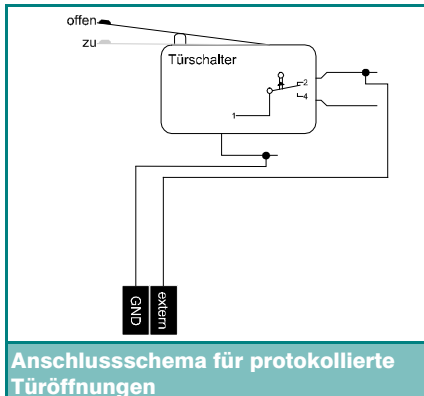 offen
zu
Türschalter
2
4
1
GND
extern
Anschlussschema für protokollierte
Türöffnungen